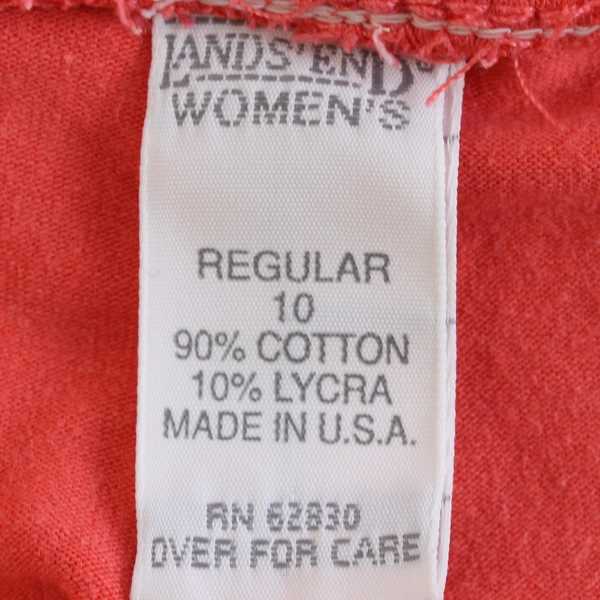 LANDS' END®
WOMEN'S
REGULAR
10
90% COTTON
10% LYCRA
MADE IN U.S.A.
RN 62830
OVER FOR CARE